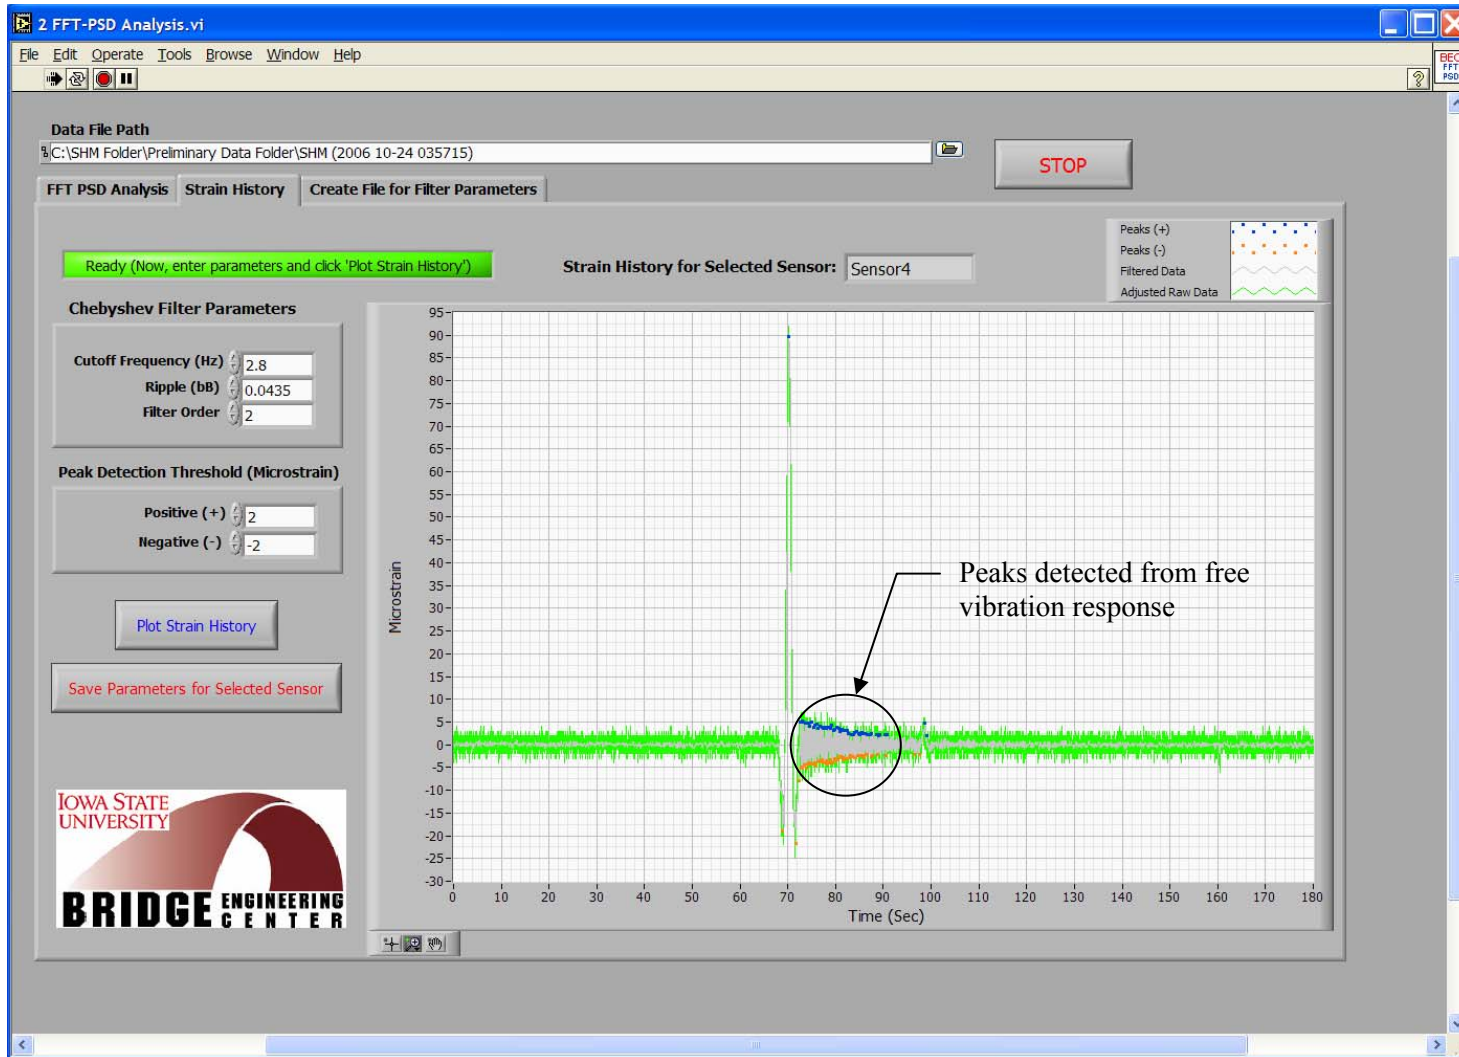 2 FFT-PSD Analysis.vi
File Edit Operate Tools Browse Window Help
FFT
PSD
Data File Path
C:\SHM Folder\Preliminary Data Folder\SHM (2006 10-24 035715)
STOP
FFT PSD Analysis Strain History Create File for Filter Parameters
Ready (Now, enter parameters and click 'Plot Strain History')
Strain History for Selected Sensor: Sensor4
Peaks (+)
Peaks (-)
Filtered Data
Adjusted Raw Data
Chebyshev Filter Parameters
Cutoff Frequency (Hz) 2.8
Ripple (bB) 0.0435
Filter Order 2
Peak Detection Threshold (Microstrain)
Positive (+) 2
Negative (-) -2
Plot Strain History
Save Parameters for Selected Sensor
IOWA STATE
UNIVERSITY
BRIDGE ENGINEERING
CENTER
Microstrain
95
90
85
80
75
70
65
60
55
50
45
40
35
30
25
20
15
10
5
0
-5
-10
-15
-20
-25
-30
Peaks detected from free
vibration response
0 10 20 30 40 50 60 70 80 90 100 110 120 130 140 150 160 170 180
Time (Sec)